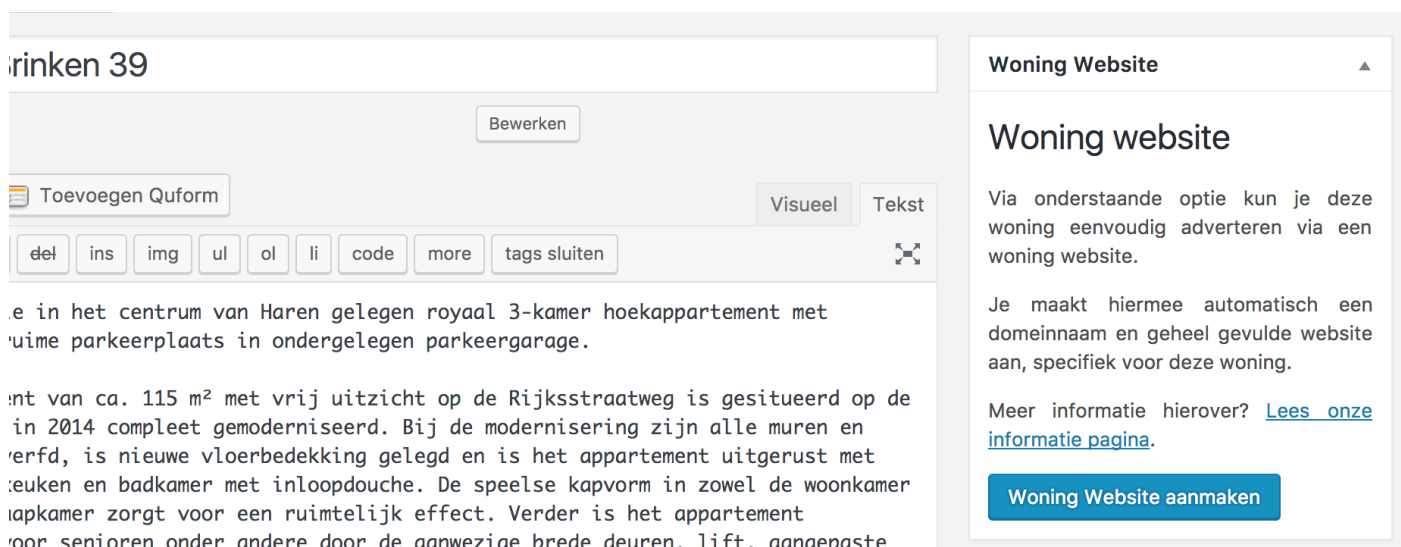 rinken 39
Bewerken
Toevoegen Quform
Visueel
Tekst
del
ins
img
ul
ol
li
code
more
tags sluiten
e in het centrum van Haren gelegen royaal 3-kamer hoekappartement met
ruime parkeerplaats in ondergelegen parkeergarage.
ent van ca. 115 m² met vrij uitzicht op de Rijksstraatweg is gesitueerd op de
in 2014 compleet gemoderniseerd. Bij de modernisering zijn alle muren en
verfd, is nieuwe vloerbedekking gelegd en is het appartement uitgerust met
keuken en badkamer met inloopdouche. De speelse kapvorm in zowel de woonkamer
apkamer zorgt voor een ruimtelijk effect. Verder is het appartement
voor senioren onder andere door de aanwezige brede deuren, lift, aangepaste
Woning Website
Woning website
Via onderstaande optie kun je deze
woning eenvoudig adverteren via een
woning website.
Je maakt hiermee automatisch een
domeinnaam en geheel gevulde website
aan, specifiek voor deze woning.
Meer informatie hierover? Lees onze
informatie pagina.
Woning Website aanmaken